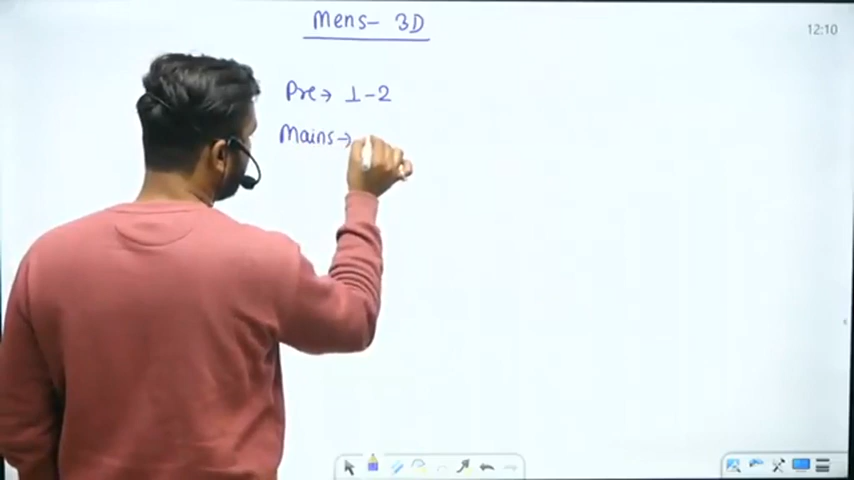 Mens- 3D
12:10
Pre → 1-2
Mains →